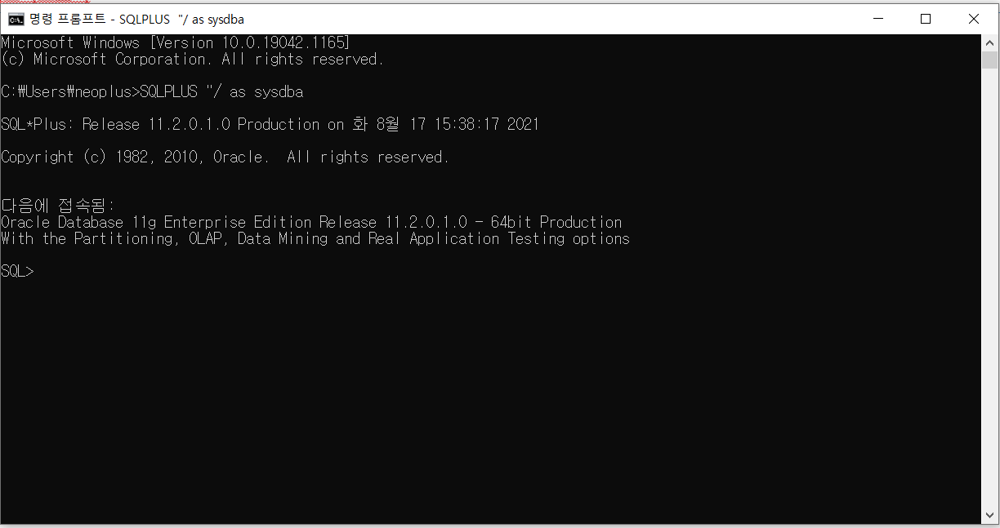 명령 프롬프트 - SQLPLUS  "/ as sysdba
Microsoft Windows [Version 10.0.19042.1165]
(c) Microsoft Corporation. All rights reserved.
C:₩Users₩neoplus>SQLPLUS "/ as sysdba
SQL*Plus: Release 11.2.0.1.0 Production on 화 8월 17 15:38:17 2021
Copyright (c) 1982, 2010, Oracle.  All rights reserved.
다음에 접속됨:
Oracle Database 11g Enterprise Edition Release 11.2.0.1.0 - 64bit Production
With the Partitioning, OLAP, Data Mining and Real Application Testing options
SQL>